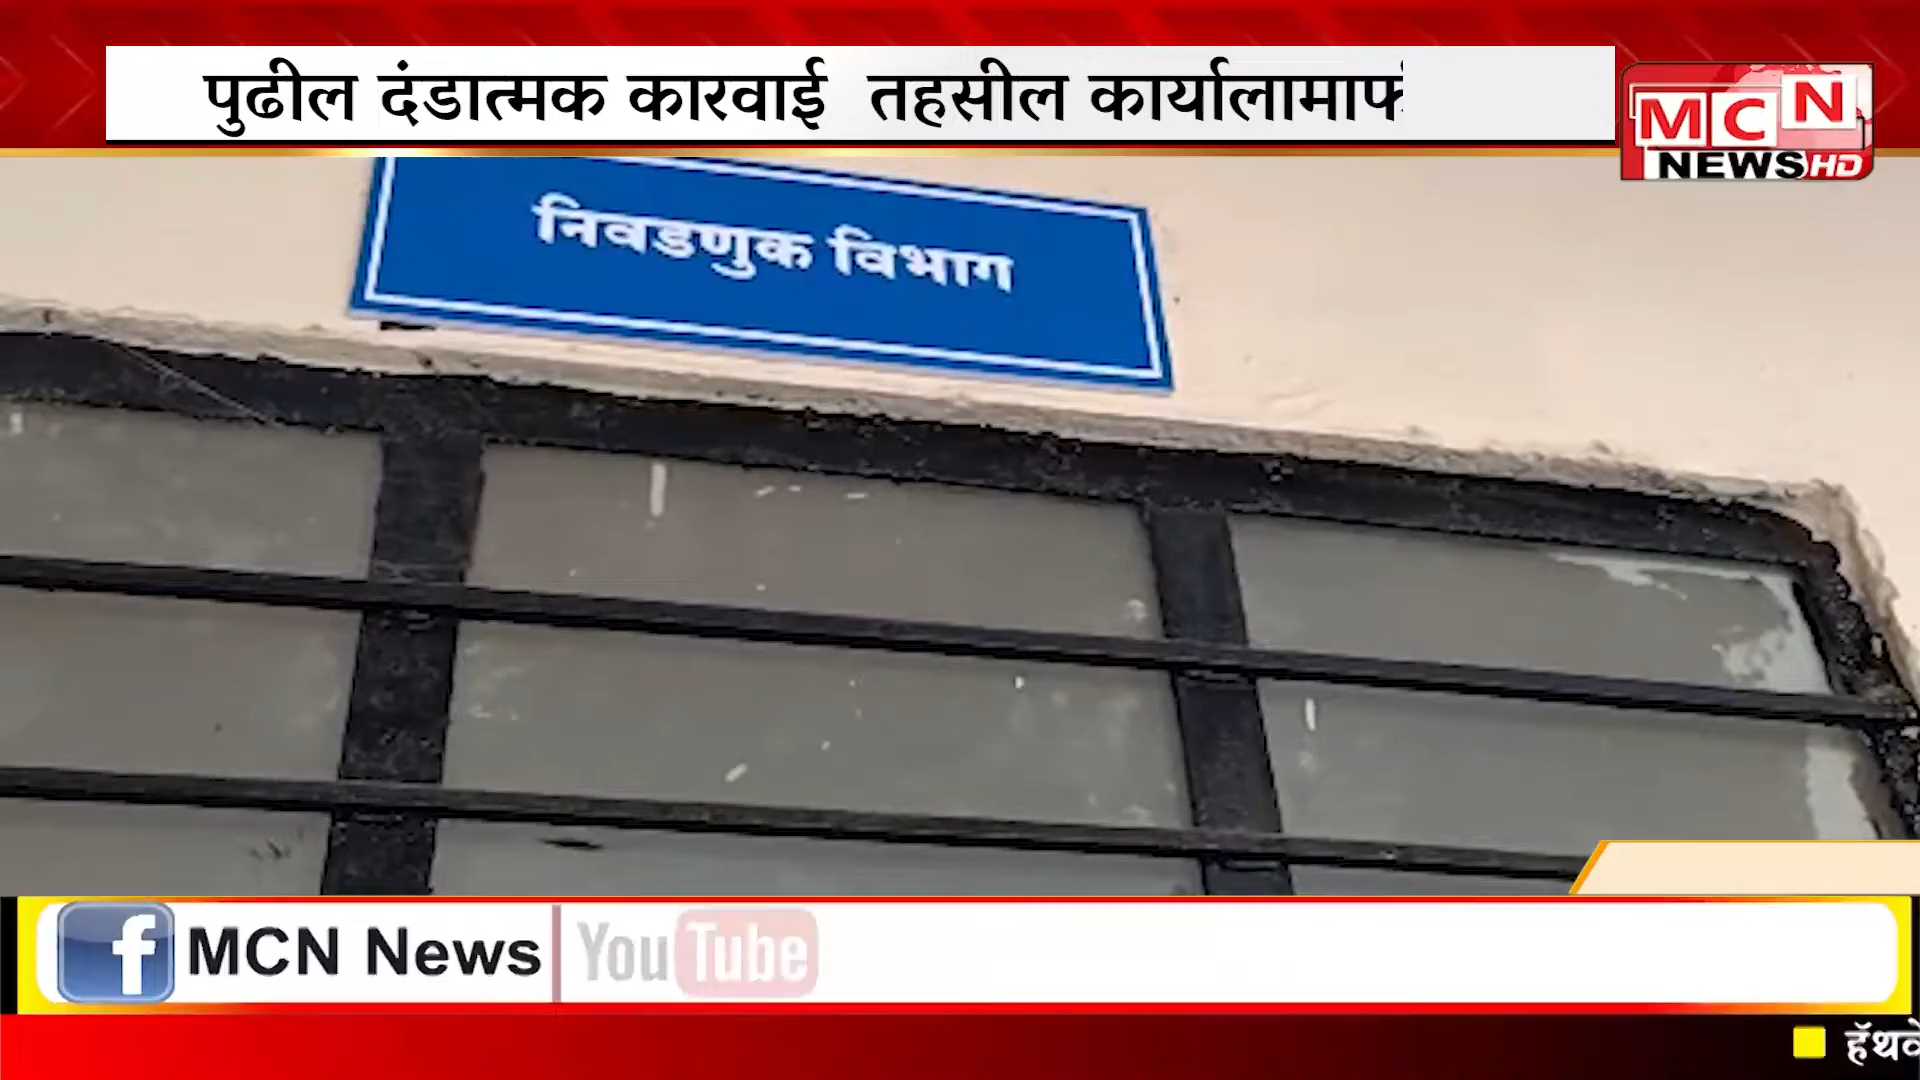 पुढील दंडात्मक कारवाई तहसील
MCN
NEWS HD
निवडणुक विभाग
MCN News
YouTube